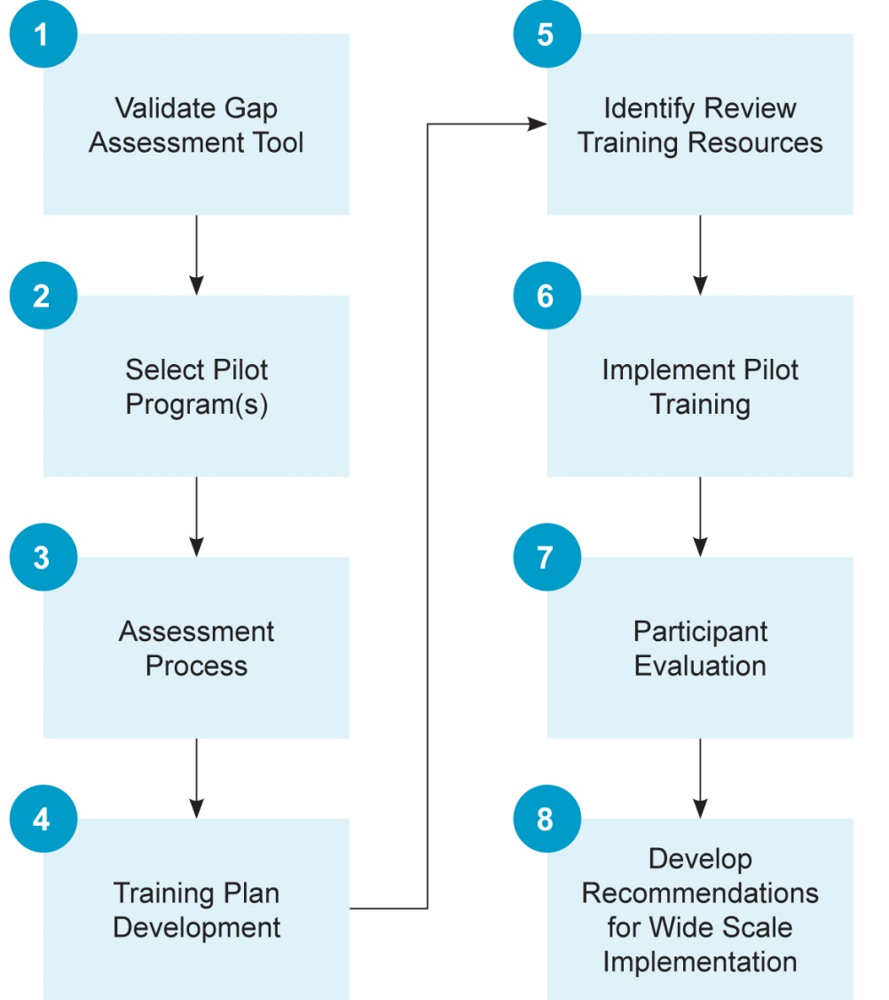 1
Validate Gap
Assessment Tool
2
Select Pilot
Program(s)
3
Assessment
Process
4
Training Plan
Development
5
Identify Review
Training Resources
6
Implement Pilot
Training
7
Participant
Evaluation
8
Develop
Recommendations
for Wide Scale
Implementation